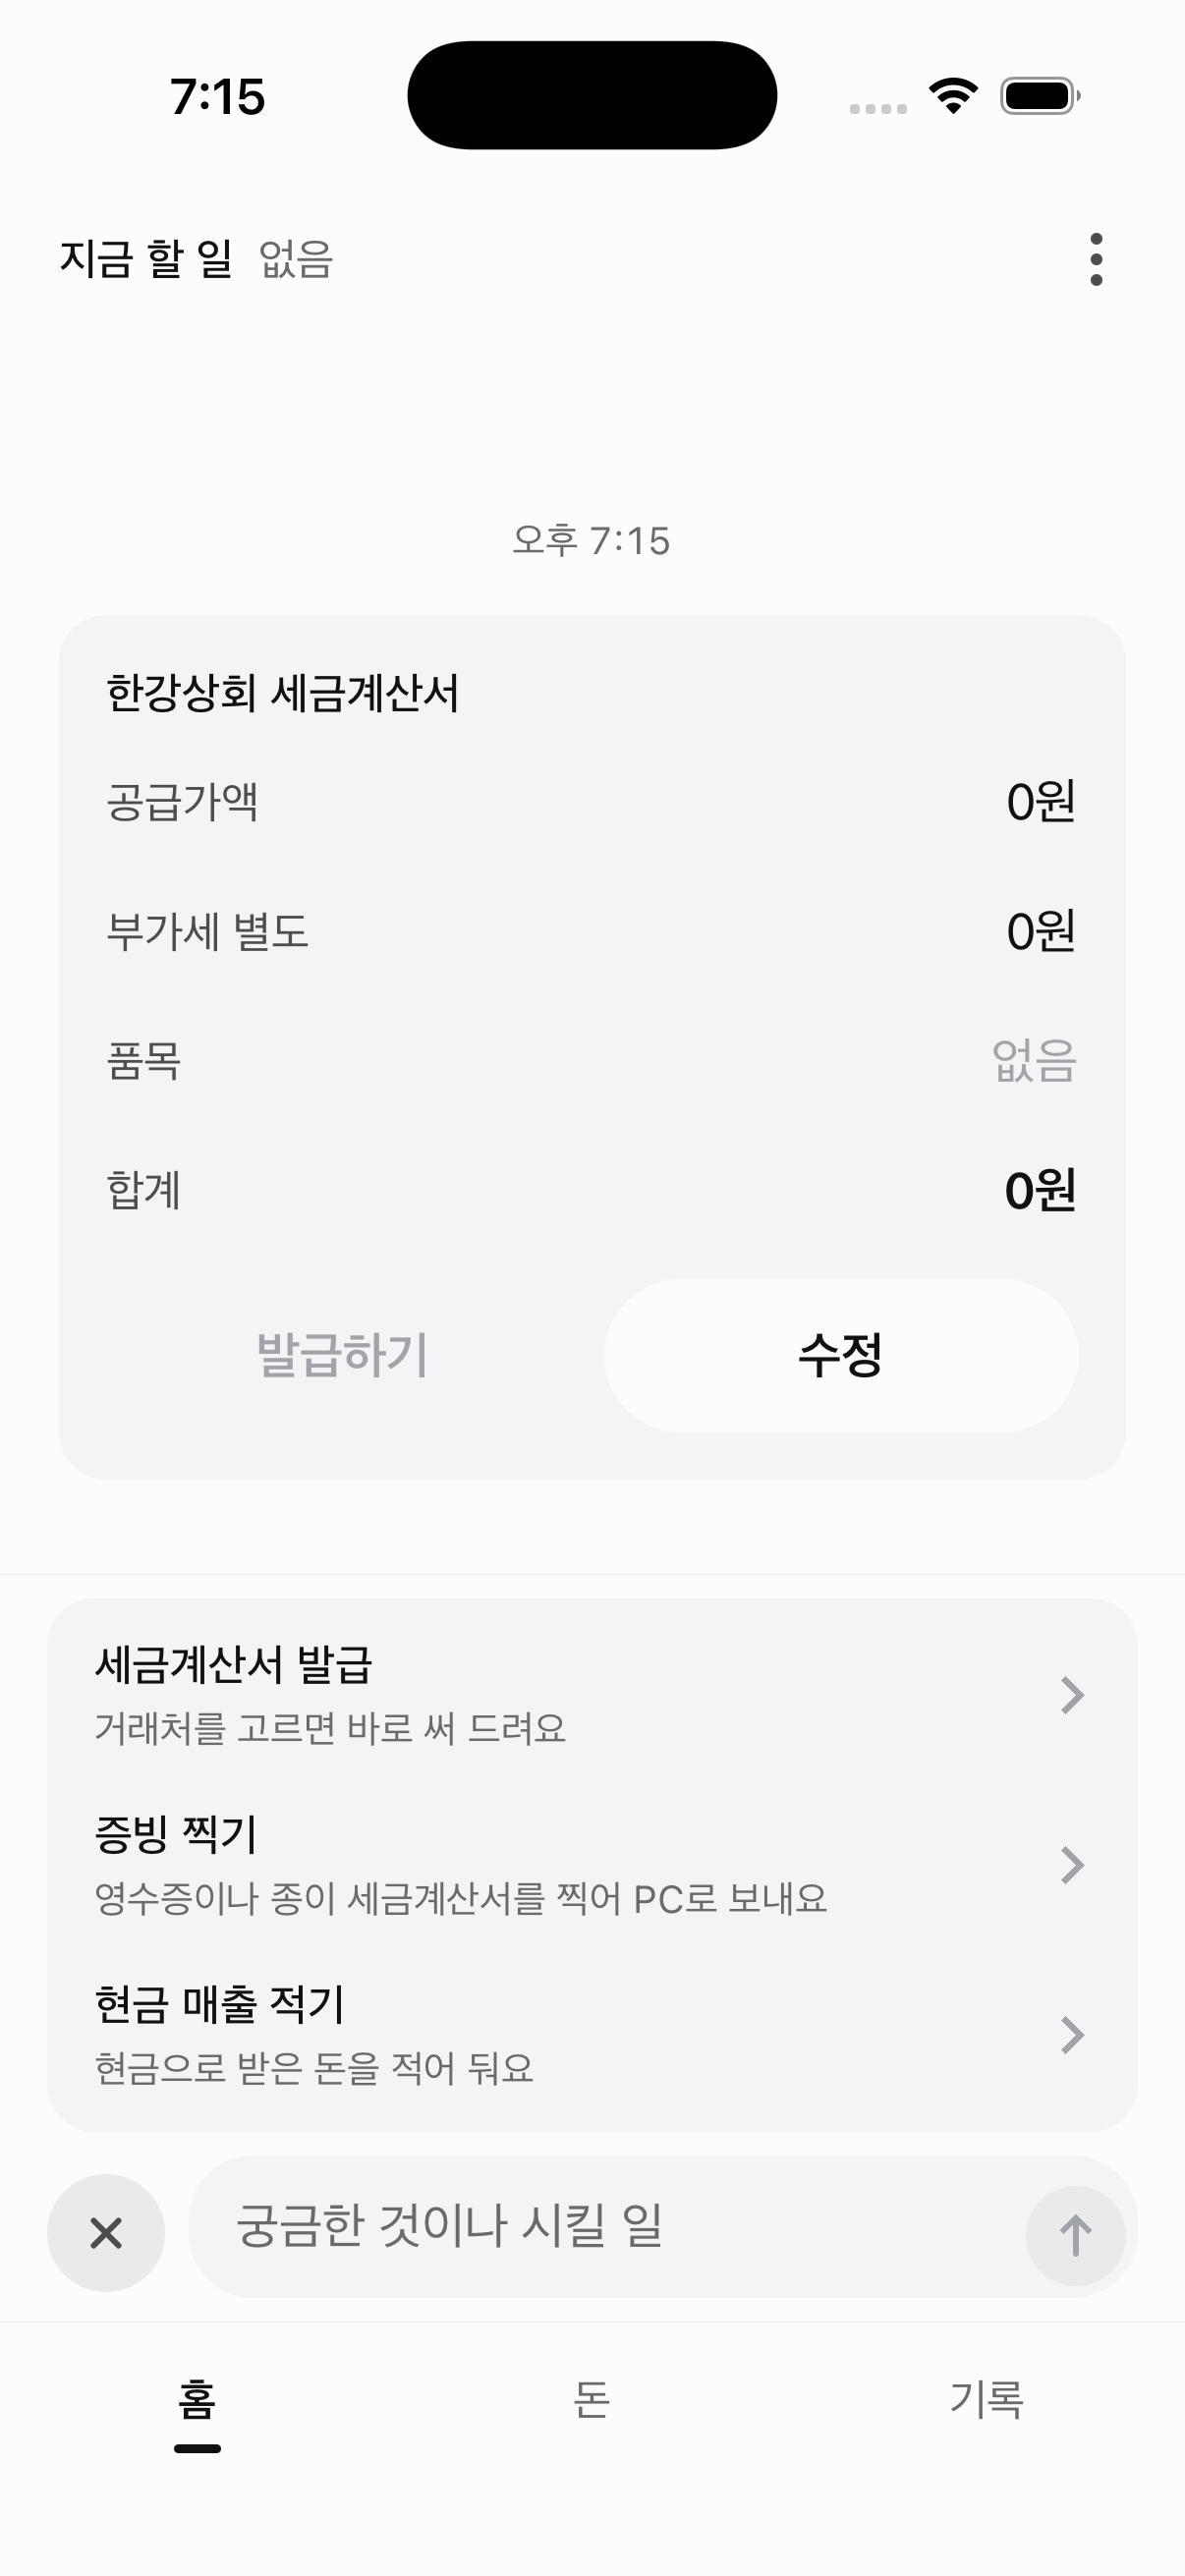 7:15
지금 할 일 없음
오후 7:15
한강상회 세금계산서
공급가액 0원
부가세 별도 0원
품목 없음
합계 0원
발급하기 수정
세금계산서 발급
거래처를 고르면 바로 써 드려요
증빙 찍기
영수증이나 종이 세금계산서를 찍어 PC로 보내요
현금 매출 적기
현금으로 받은 돈을 적어 둬요
궁금한 것이나 시킬 일
홈 돈 기록